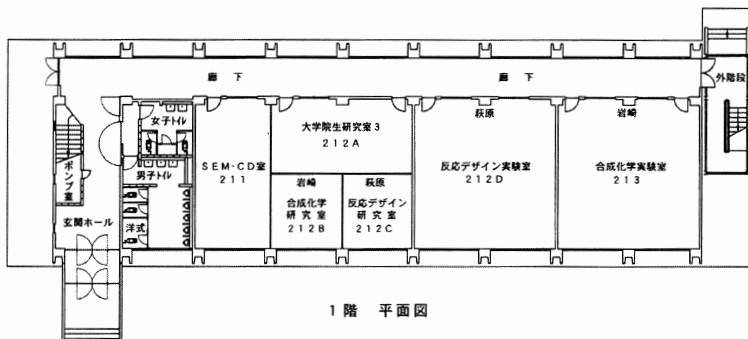 廊下
廊下
外階段
女子トイレ
男子トイレ
洋式
ポンプ室
玄関ホール
SEM・CD室
211
大学院生研究室3
212A
岩崎
合成化学
研究室
212B
萩原
反応デザイン
研究室
212C
萩原
反応デザイン実験室
212D
岩崎
合成化学実験室
213
1階 平面図